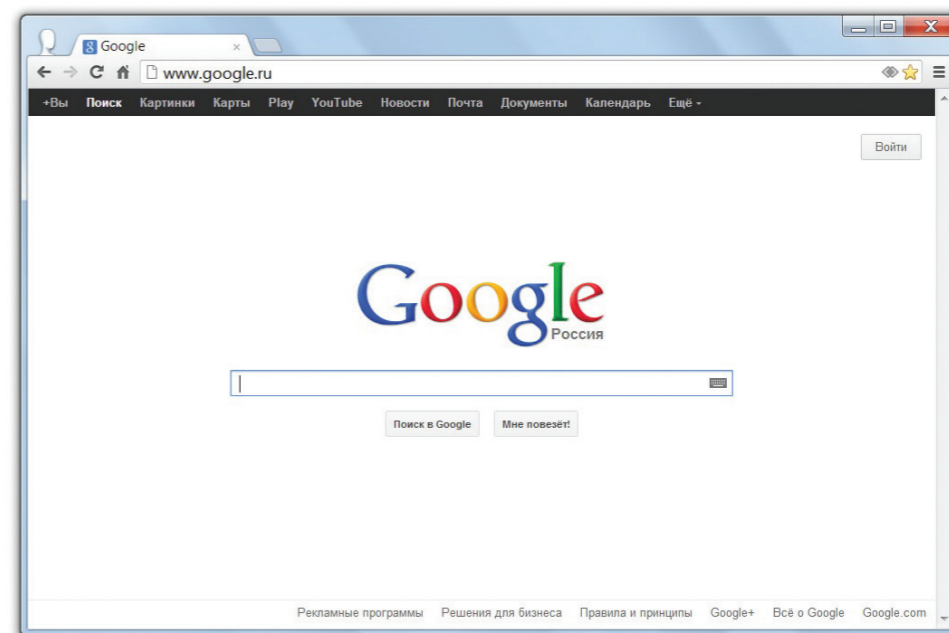 Google
www.google.ru
+Вы Поиск Картинки Карты Play YouTube Новости Почта Документы Календарь Ещё
Войти
Google
Россия
Поиск в Google Мне повезёт!
Рекламные программы Решения для бизнеса Правила и принципы Google+ Всё о Google Google.com